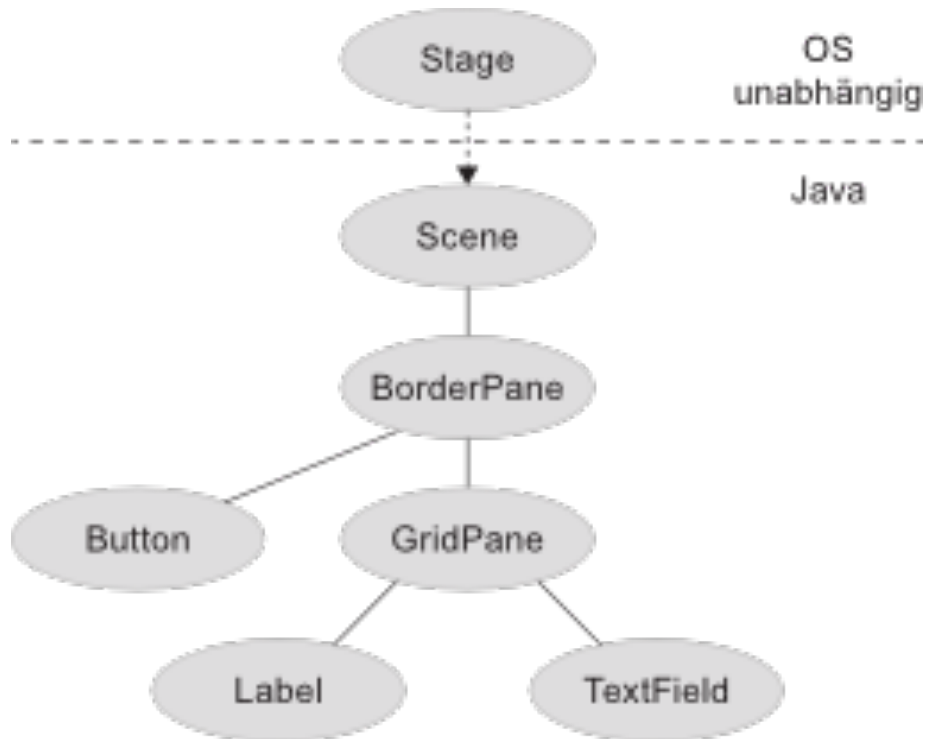 Stage
OS
unabhängig
Java
Scene
BorderPane
Button
GridPane
Label
TextField